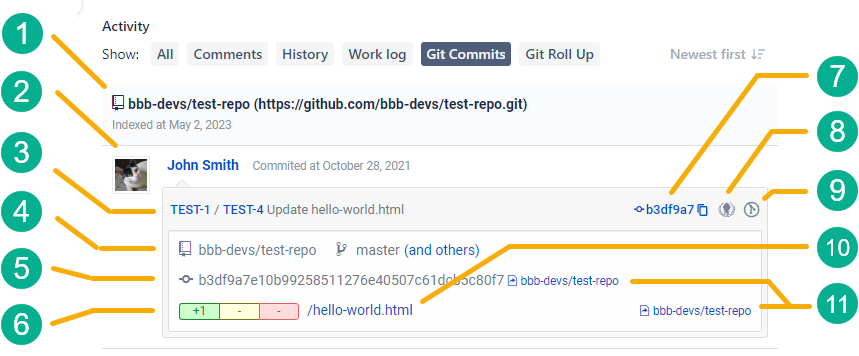 Activity
Show: All Comments History Work log Git Commits Git Roll Up Newest first
bbb-devs/test-repo (https://github.com/bbb-devs/test-repo.git)
Indexed at May 2, 2023
John Smith Commited at October 28, 2021
TEST-1 / TEST-4 Update hello-world.html b3df9a7
bbb-devs/test-repo master (and others)
b3df9a7e10b99258511276e40507c61dcb5c80f7 bbb-devs/test-repo
+1 - - /hello-world.html bbb-devs/test-repo
1
2
3
4
5
6
7
8
9
10
11